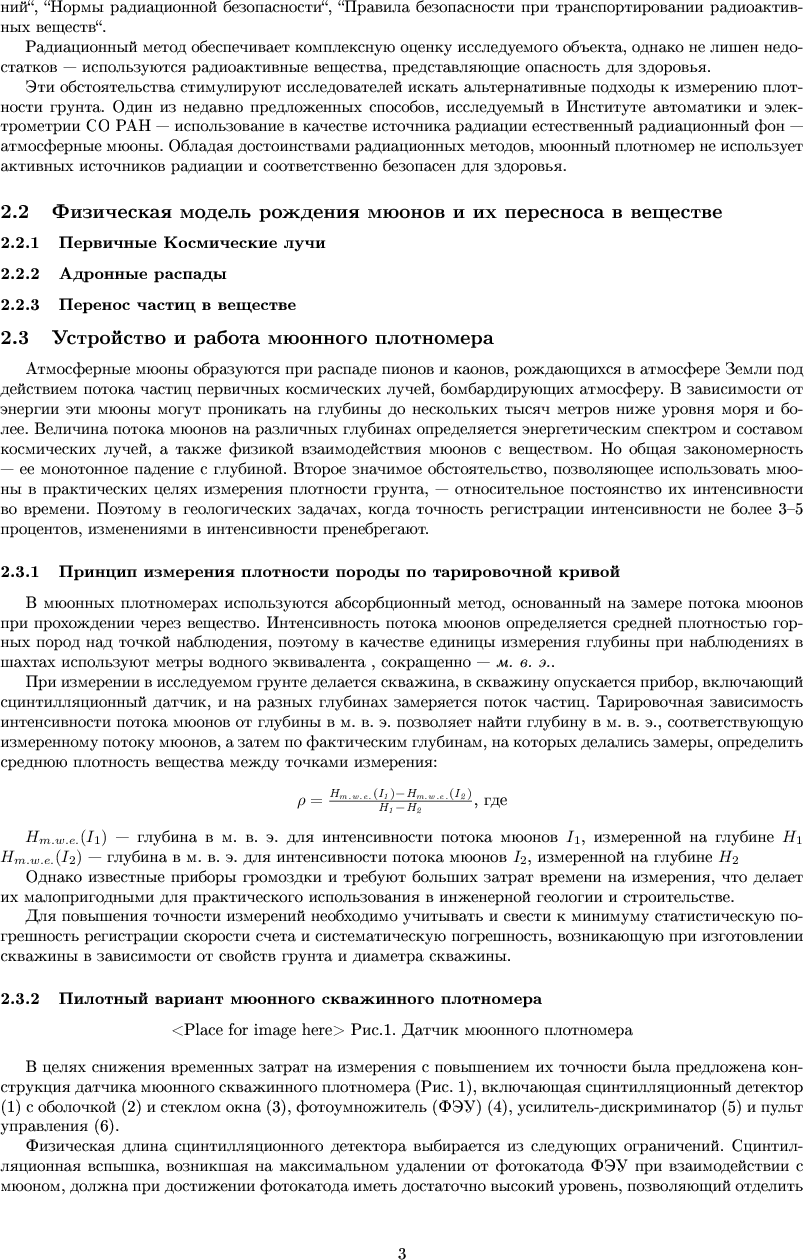 ний“, “Нормы радиационной безопасности“, “Правила безопасности при транспортировании радиоактив-
ных веществ“.
Радиационный метод обеспечивает комплексную оценку исследуемого объекта, однако не лишен недо-
статков — используются радиоактивные вещества, представляющие опасность для здоровья.
Эти обстоятельства стимулируют исследователей искать альтернативные подходы к измерению плот-
ности грунта. Один из недавно предложенных способов, исследуемый в Институте автоматики и элек-
трометрии СО РАН — использование в качестве источника радиации естественный радиационный фон —
атмосферные мюоны. Обладая достоинствами радиационных методов, мюонный плотномер не использует
активных источников радиации и соответственно безопасен для здоровья.
2.2 Физическая модель рождения мюонов и их переноса в веществе
2.2.1 Первичные Космические лучи
2.2.2 Адронные распады
2.2.3 Перенос частиц в веществе
2.3 Устройство и работа мюонного плотномера
Атмосферные мюоны образуются при распаде пионов и каонов, рождающихся в атмосфере Земли под
действием потока частиц первичных космических лучей, бомбардирующих атмосферу. В зависимости от
энергии эти мюоны могут проникать на глубины до нескольких тысяч метров ниже уровня моря и бо-
лее. Величина потока мюонов на различных глубинах определяется энергетическим спектром и составом
космических лучей, а также физикой взаимодействия мюонов с веществом. Но общая закономерность
— ее монотонное падение с глубиной. Второе значимое обстоятельство, позволяющее использовать мюо-
ны в практических целях измерения плотности грунта, — относительное постоянство их интенсивности
во времени. Поэтому в геологических задачах, когда точность регистрации интенсивности не более 3–5
процентов, изменениями в интенсивности пренебрегают.
2.3.1 Принцип измерения плотности породы по тарировочной кривой
В мюонных плотномерах используются абсорбционный метод, основанный на замере потока мюонов
при прохождении через вещество. Интенсивность потока мюонов определяется средней плотностью гор-
ных пород над точкой наблюдения, поэтому в качестве единицы измерения глубины при наблюдениях в
шахтах используют метры водного эквивалента , сокращенно — м. в. э..
При измерении в исследуемом грунте делается скважина, в скважину опускается прибор, включающий
сцинтилляционный датчик, и на разных глубинах замеряется поток частиц. Тарировочная зависимость
интенсивности потока мюонов от глубины в м. в. э. позволяет найти глубину в м. в. э., соответствующую
измеренному потоку мюонов, а затем по фактическим глубинам, на которых делались замеры, определить
среднюю плотность вещества между точками измерения:
ρ = (H_{m.w.e.}(I_1)−H_{m.w.e.}(I_2))/(H_1−H_2), где
H_{m.w.e.}(I_1) — глубина в м. в. э. для интенсивности потока мюонов I_1, измеренной на глубине H_1
H_{m.w.e.}(I_2) — глубина в м. в. э. для интенсивности потока мюонов I_2, измеренной на глубине H_2
Однако известные приборы громоздки и требуют больших затрат времени на измерения, что делает
их малопригодными для практического использования в инженерной геологии и строительстве.
Для повышения точности измерений необходимо учитывать и свести к минимуму статистическую по-
грешность регистрации скорости счета и систематическую погрешность, возникающую при изготовлении
скважины в зависимости от свойств грунта и диаметра скважины.
2.3.2 Пилотный вариант мюонного скважинного плотномера
<Place for image here> Рис.1. Датчик мюонного плотномера
В целях снижения временных затрат на измерения с повышением их точности была предложена кон-
струкция датчика мюонного скважинного плотномера (Рис. 1), включающая сцинтилляционный детектор
(1) с оболочкой (2) и стеклом окна (3), фотоумножитель (ФЭУ) (4), усилитель-дискриминатор (5) и пульт
управления (6).
Физическая длина сцинтилляционного детектора выбирается из следующих ограничений. Сцинтил-
ляционная вспышка, возникшая на максимальном удалении от фотокатода ФЭУ при взаимодействии с
мюоном, должна при достижении фотокатода иметь достаточно высокий уровень, позволяющий отделить
3